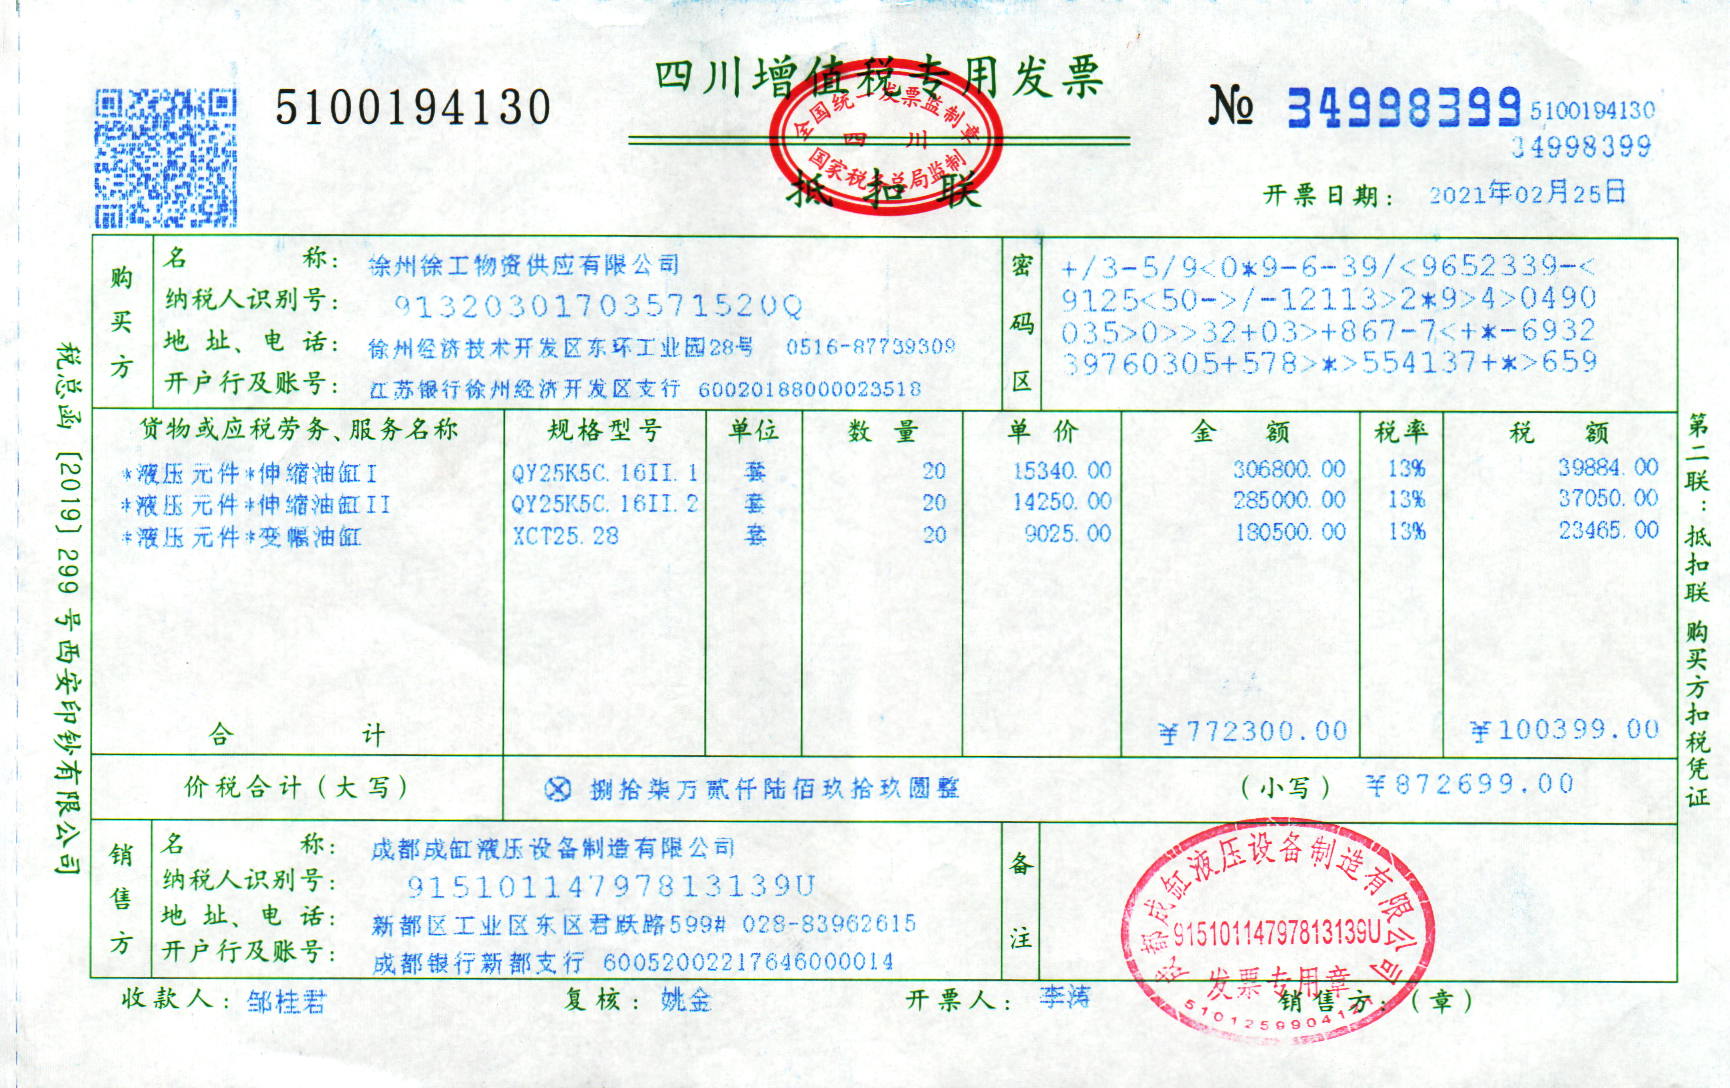 四川增值税专用发票
5100194130
№ 34998399 5100194130
34998399
全国统一发票监制章
四川
国家税务总局监制
抵扣联
开票日期: 2021年02月25日
购买方
名 称: 徐州徐工物资供应有限公司
纳税人识别号: 91320301703571520Q
地址、电话: 徐州经济技术开发区东环工业园28号 0516-87739309
开户行及账号: 江苏银行徐州经济开发区支行 60020188000023518
密码区
+/3-5/9<0*9-6-39/<9652339-<
9125<50->/-12113>2*9>4>0490
035>0>>32+03>+867-7<+*-6932
39760305+578>*>554137+*>659
货物或应税劳务、服务名称 规格型号 单位 数量 单价 金额 税率 税额
*液压元件*伸缩油缸I QY25K5C.16II.1 套 20 15340.00 306800.00 13% 39884.00
*液压元件*伸缩油缸II QY25K5C.16II.2 套 20 14250.00 285000.00 13% 37050.00
*液压元件*变幅油缸 XCT25.28 套 20 9025.00 180500.00 13% 23465.00
合计 ¥772300.00 ¥100399.00
价税合计(大写) ⊗ 捌拾柒万贰仟陆佰玖拾玖圆整 (小写) ¥872699.00
销售方
名 称: 成都成缸液压设备制造有限公司
纳税人识别号: 91510114797813139U
地址、电话: 新都区工业区东区君跃路599# 028-83962615
开户行及账号: 成都银行新都支行 60052002217646000014
备注
成都成缸液压设备制造有限公司
91510114797813139U
发票专用章
收款人: 邹桂君 复核: 姚金 开票人: 李涛 销售方:(章)
税总函[2019]299号西安印钞有限公司
第二联:抵扣联 购买方扣税凭证